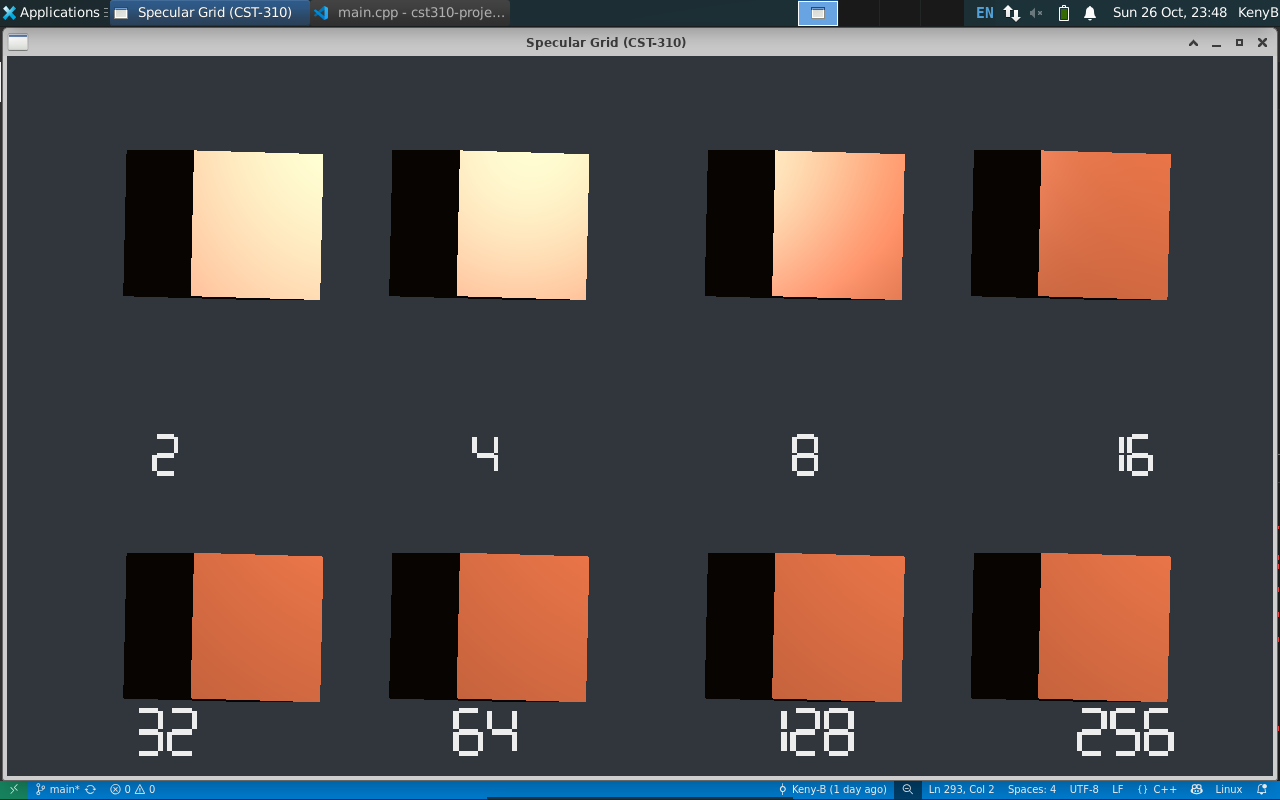 Applications
Specular Grid (CST-310)
main.cpp - cst310-proje...
EN
Sun 26 Oct, 23:48
KenyB
Specular Grid (CST-310)
2 4 8 16
32 64 128 256
main*
0 0
Keny-B (1 day ago)
Ln 293, Col 2
Spaces: 4
UTF-8
LF
{} C++
Linux